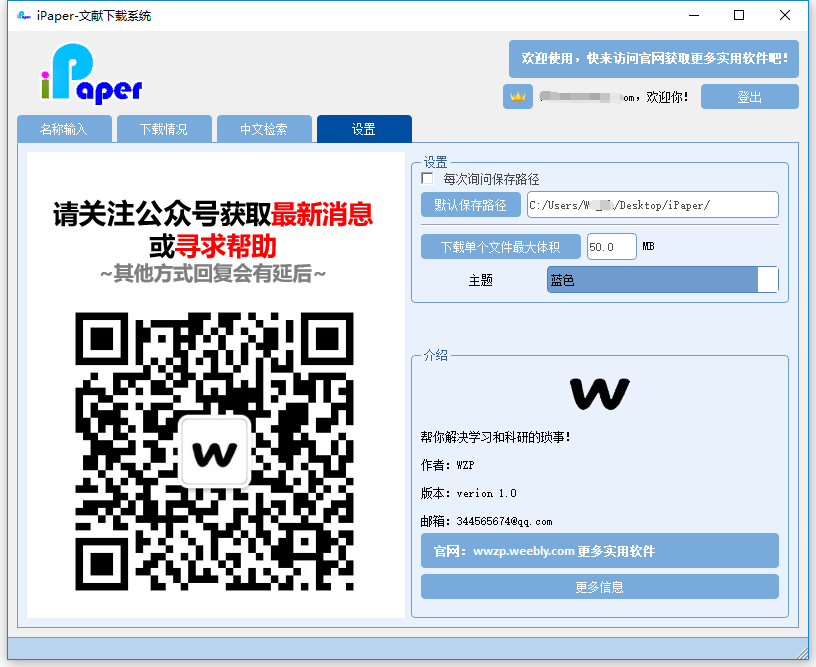 iPaper-文献下载系统
iPaper
欢迎使用，快来访问官网获取更多实用软件吧！
om，欢迎你！
登出
名称输入
下载情况
中文检索
设置
请关注公众号获取最新消息
或寻求帮助
~其他方式回复会有延后~
w
设置
每次询问保存路径
默认保存路径
C:/Users/W /Desktop/iPaper/
下载单个文件最大体积
50.0
MB
主题
蓝色
介绍
w
帮你解决学习和科研的琐事！
作者：WZP
版本：verion 1.0
邮箱：344565674@qq.com
官网：wwzp.weebly.com 更多实用软件
更多信息